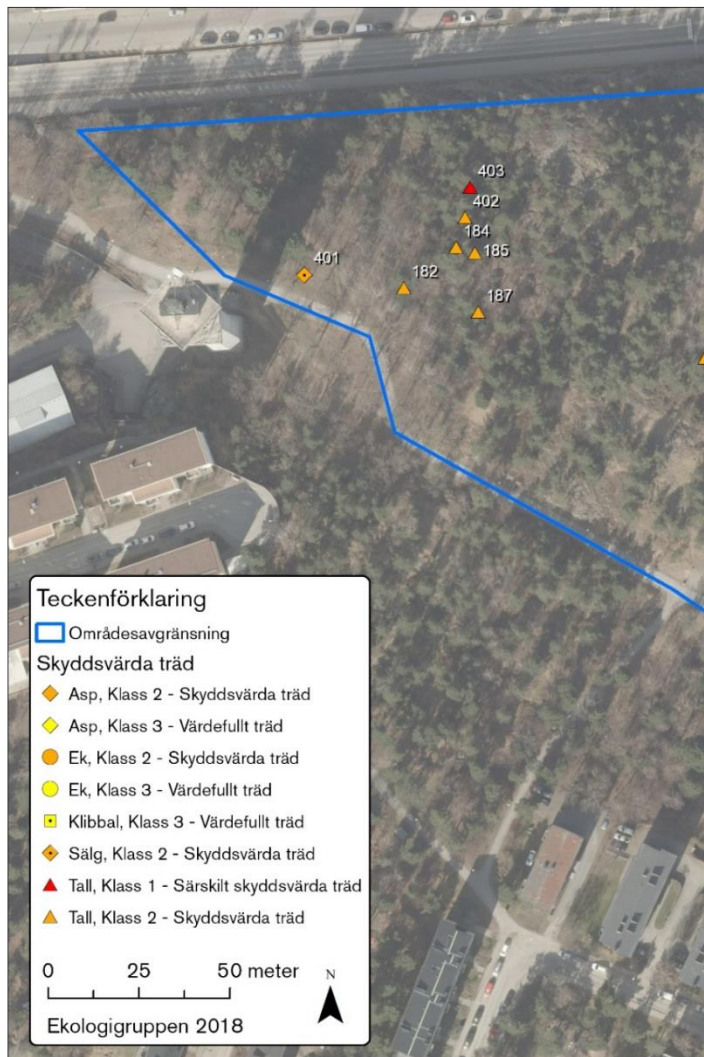 403
402
184
185
401
182
187
Teckenförklaring
Områdesavgränsning
Skyddsvärda träd
Asp, Klass 2 - Skyddsvärda träd
Asp, Klass 3 - Värdefullt träd
Ek, Klass 2 - Skyddsvärda träd
Ek, Klass 3 - Värdefullt träd
Klibbal, Klass 3 - Värdefullt träd
Sälg, Klass 2 - Skyddsvärda träd
Tall, Klass 1 - Särskilt skyddsvärda träd
Tall, Klass 2 - Skyddsvärda träd
0 25 50 meter
N
Ekologigruppen 2018